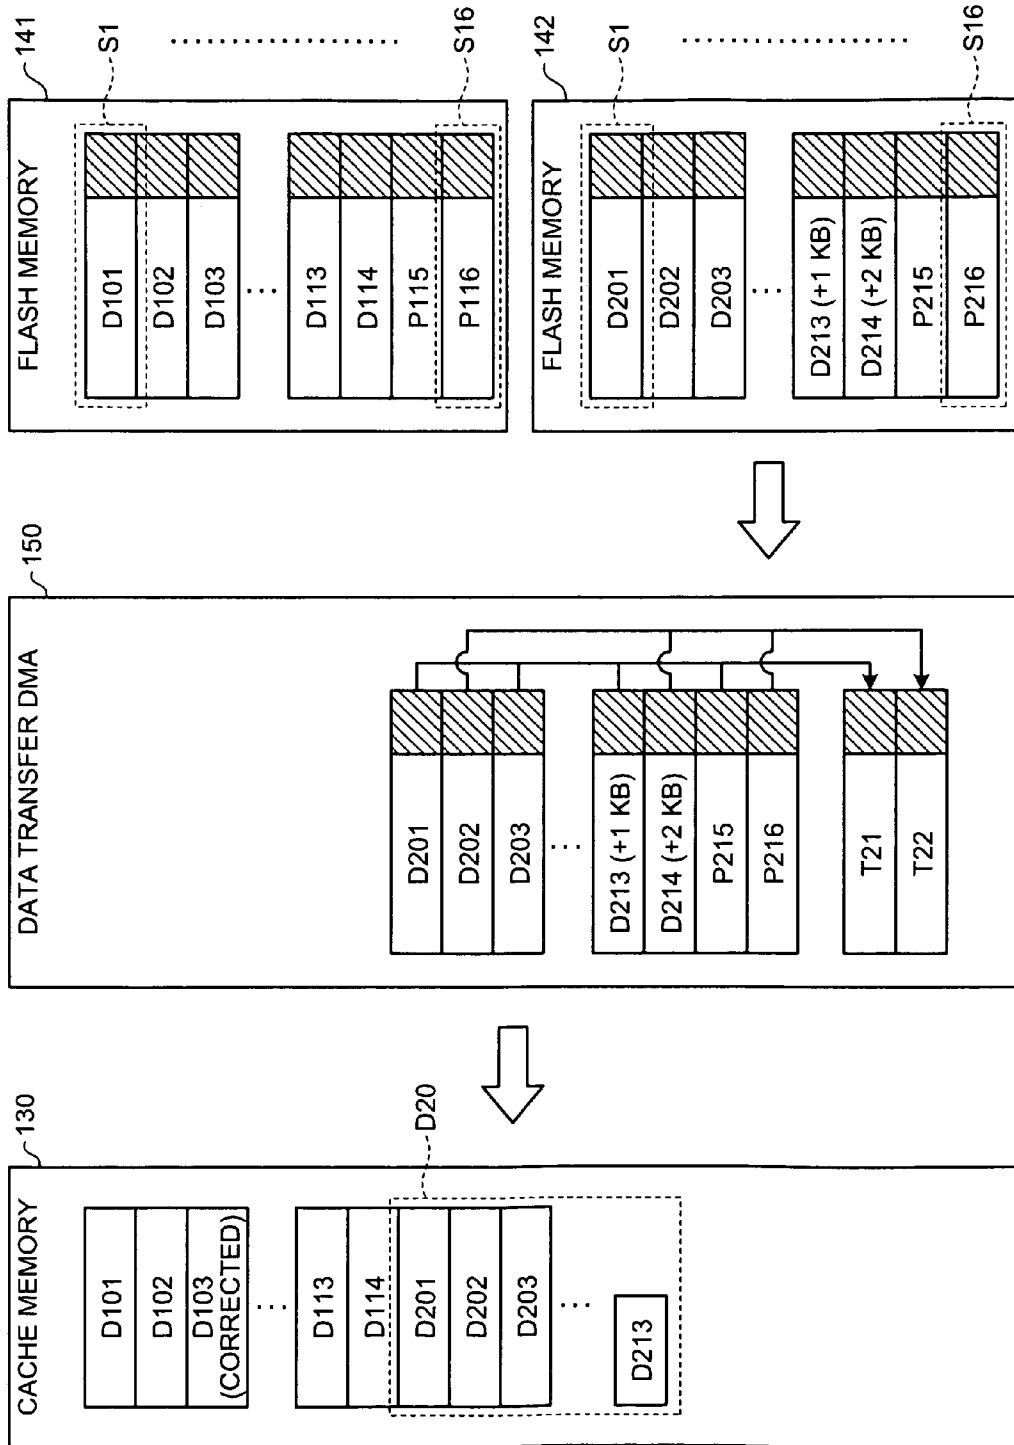 CACHE MEMORY
130
D101
D102
D103
(CORRECTED)
...
D113
D114
D201
D202
D203
...
D213
D20
DATA TRANSFER DMA
150
D201
D202
D203
...
D213 (+1 KB)
D214 (+2 KB)
P215
P216
T21
T22
FLASH MEMORY
141
S1
D101
D102
D103
...
D113
D114
P115
P116
S16
FLASH MEMORY
142
S1
D201
D202
D203
...
D213 (+1 KB)
D214 (+2 KB)
P215
P216
S16